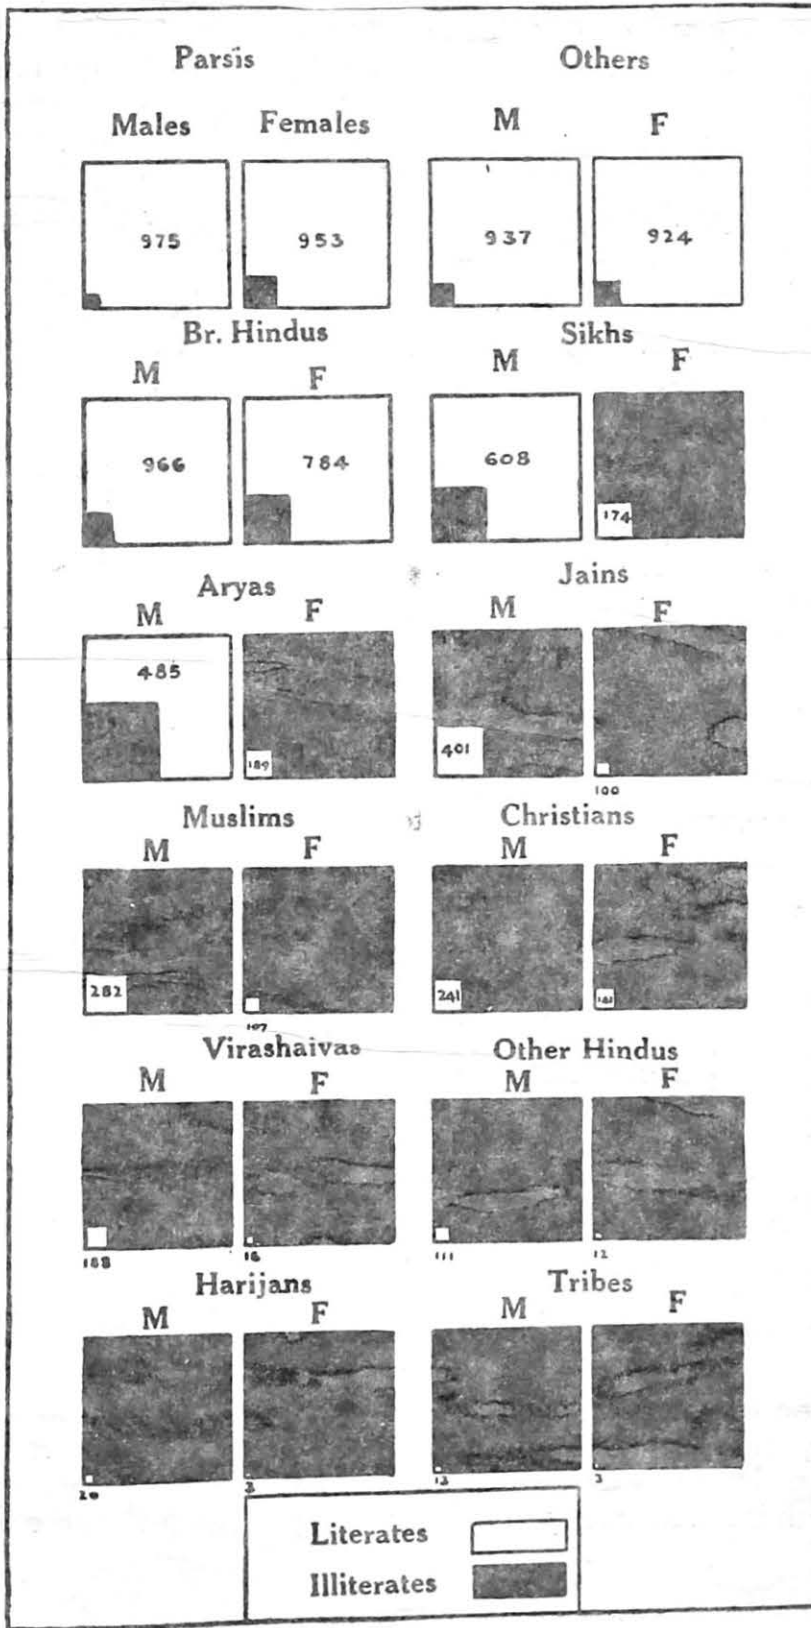 Parsis Others
Males Females M F
975 953 937 924
Br. Hindus Sikhs
M F M F
966 784 608 174
Aryas Jains
M F M F
485 189 401
100
Muslims Christians
M F M F
282 241
107
Virashaivas Other Hindus
M F M F
188 16 111 12
Harijans Tribes
M F M F
20 3 13 3
Literates
Illiterates